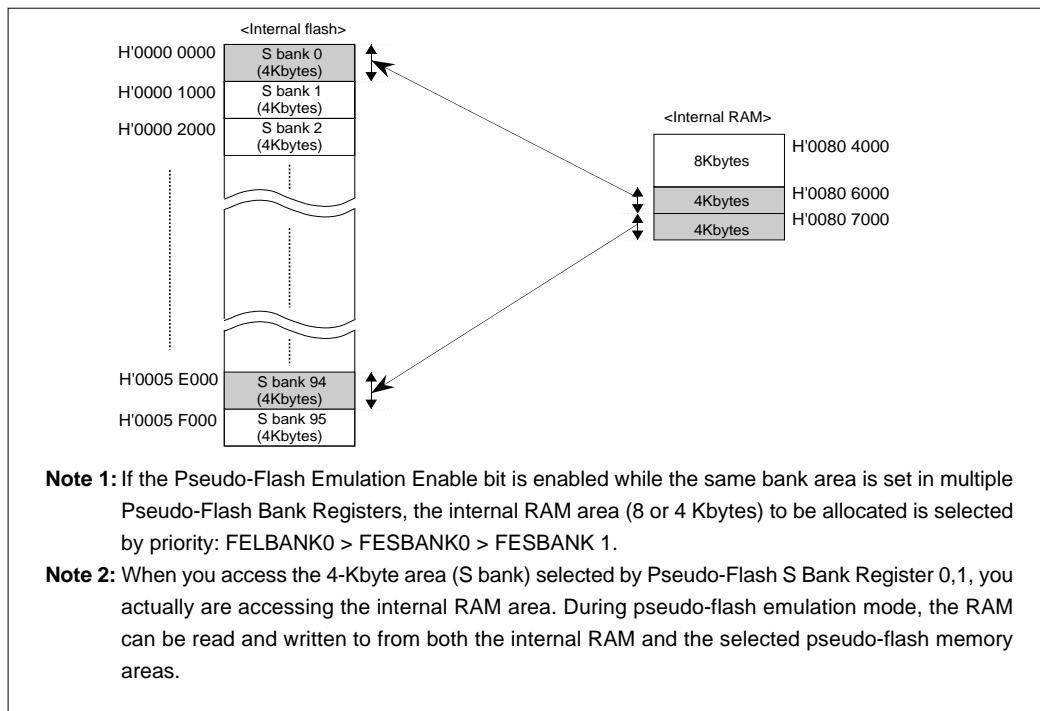 <Internal flash>
H'0000 0000
S bank 0
(4Kbytes)
H'0000 1000
S bank 1
(4Kbytes)
H'0000 2000
S bank 2
(4Kbytes)
<Internal RAM>
8Kbytes
H'0080 4000
4Kbytes
H'0080 6000
4Kbytes
H'0080 7000
H'0005 E000
S bank 94
(4Kbytes)
H'0005 F000
S bank 95
(4Kbytes)
Note 1: If the Pseudo-Flash Emulation Enable bit is enabled while the same bank area is set in multiple
Pseudo-Flash Bank Registers, the internal RAM area (8 or 4 Kbytes) to be allocated is selected
by priority: FELBANK0 > FESBANK0 > FESBANK 1.
Note 2: When you access the 4-Kbyte area (S bank) selected by Pseudo-Flash S Bank Register 0,1, you
actually are accessing the internal RAM area. During pseudo-flash emulation mode, the RAM
can be read and written to from both the internal RAM and the selected pseudo-flash memory
areas.